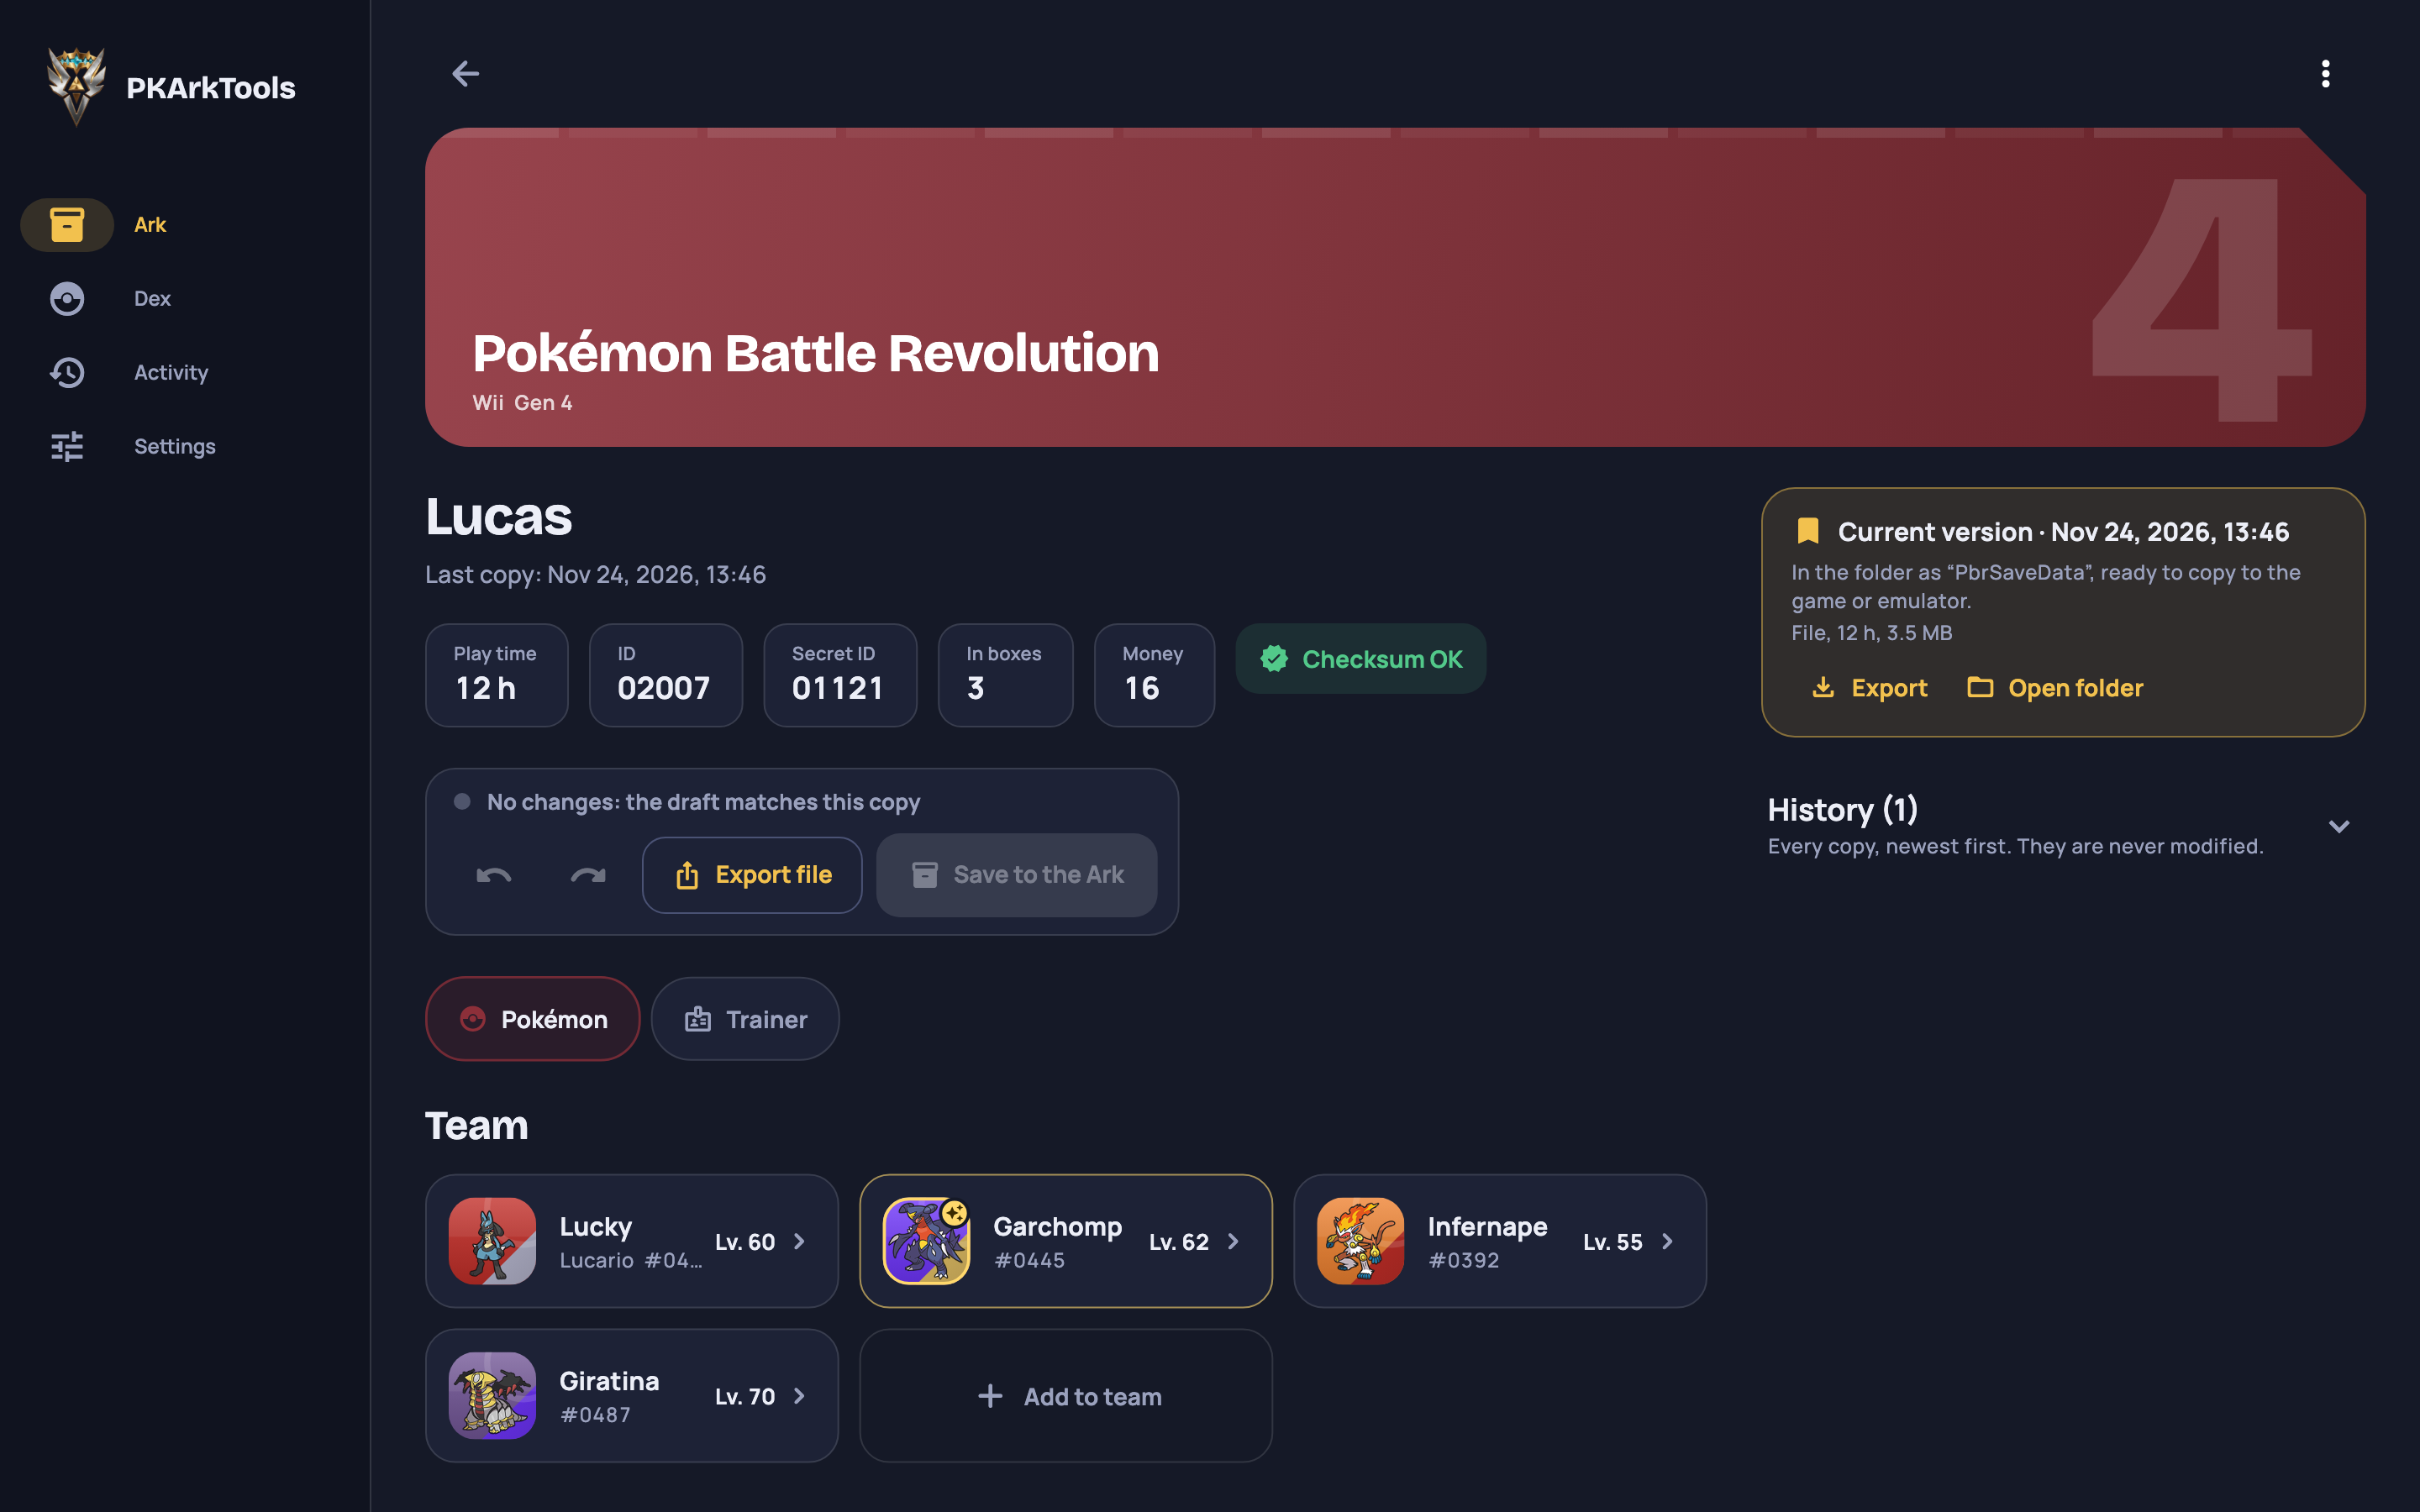 PKArkTools
Ark
Dex
Activity
Settings
4
Pokémon Battle Revolution
Wii Gen 4
Lucas
Last copy: Nov 24, 2026, 13:46
Play time
12 h
ID
02007
Secret ID
01121
In boxes
3
Money
16
Checksum OK
No changes: the draft matches this copy
Export file
Save to the Ark
Pokémon
Trainer
Team
Lucky
Lucario #04...
Lv. 60
Garchomp
#0445
Lv. 62
Infernape
#0392
Lv. 55
Giratina
#0487
Lv. 70
Add to team
Current version · Nov 24, 2026, 13:46
In the folder as “PbrSaveData”, ready to copy to the
game or emulator.
File, 12 h, 3.5 MB
Export
Open folder
History (1)
Every copy, newest first. They are never modified.